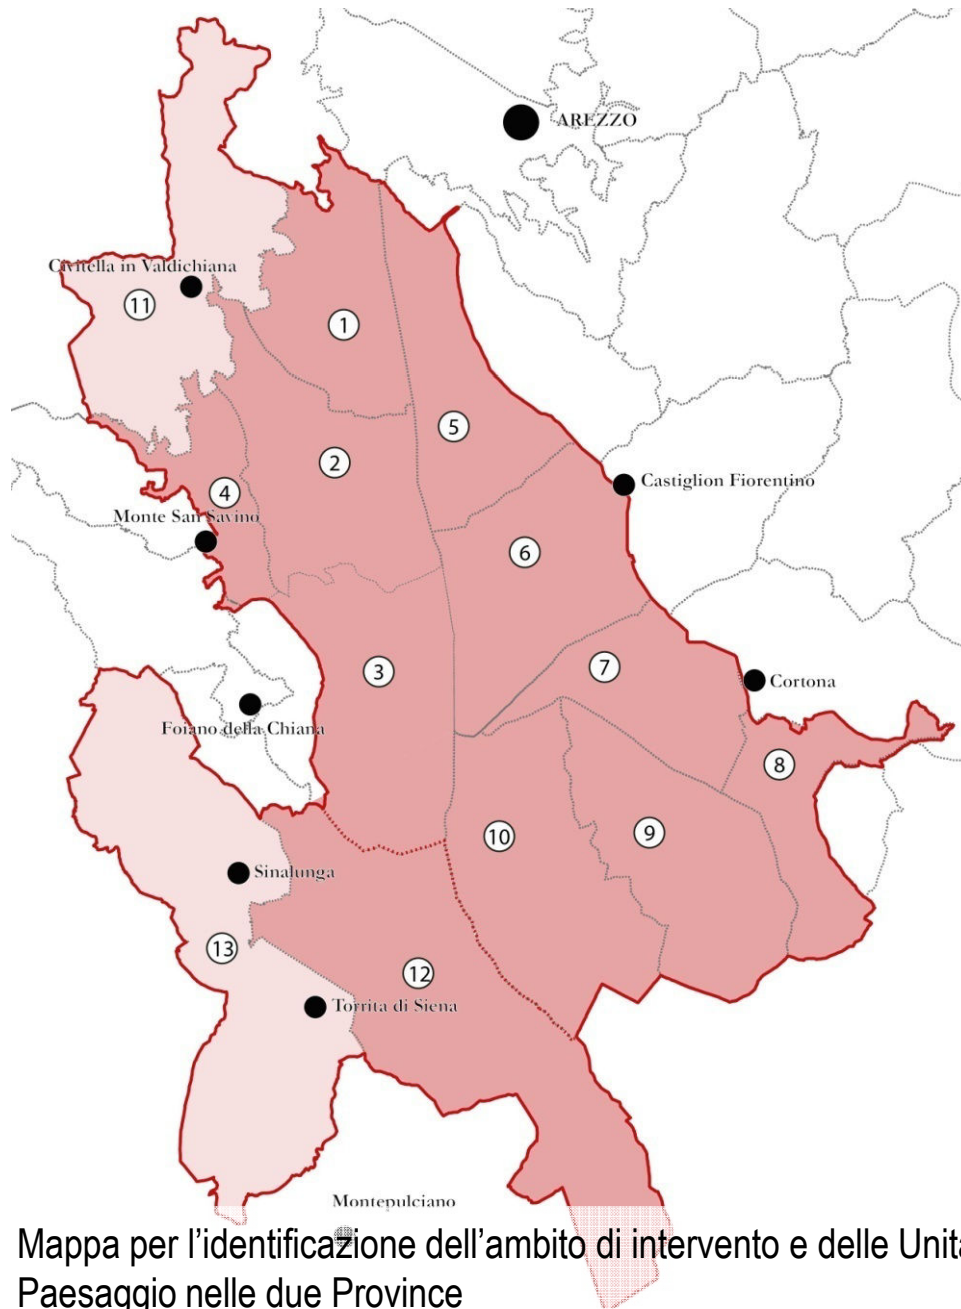 AREZZO
Civitella in Valdichiana
11
1
5
2
Castiglion Fiorentino
4
Monte San Savino
6
3
7
Cortona
Foiano della Chiana
8
10
9
Sinalunga
13
12
Torrita di Siena
Montepulciano
Mappa per l’identificazione dell’ambito di intervento e delle Unità
Paesaggio nelle due Province